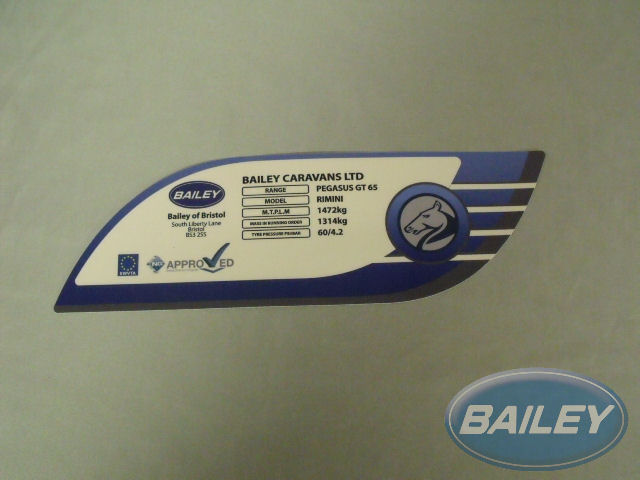 BAILEY
Bailey of Bristol
South Liberty Lane
Bristol
BS3 2SS
BAILEY CARAVANS LTD
RANGE PEGASUS GT 65
MODEL RIMINI
M.T.P.L.M 1472kg
MASS IN RUNNING ORDER 1314kg
TYRE PRESSURE PSI/BAR 60/4.2
EWVTA
NCC APPROVED
BAILEY